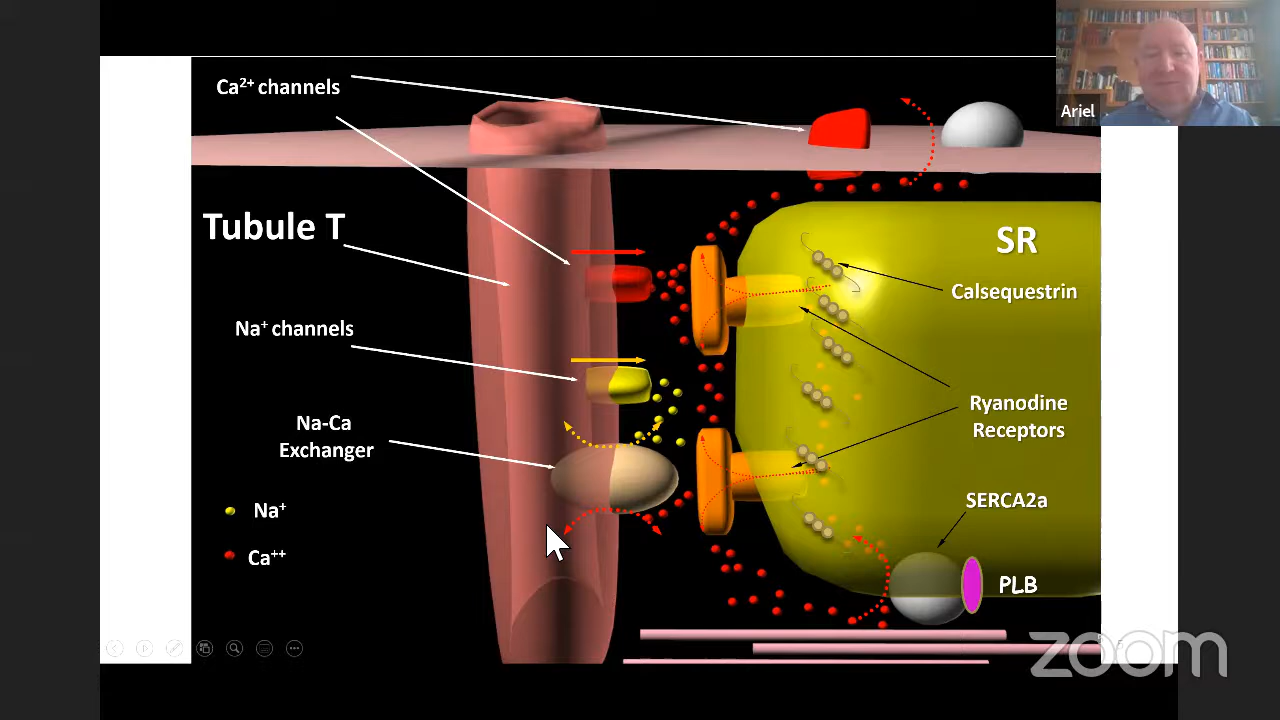 Ca²⁺ channels
Ariel
Tubule T
SR
Calsequestrin
Na⁺ channels
Ryanodine
Receptors
Na-Ca
Exchanger
SERCA2a
Na⁺
Ca⁺⁺
PLB
zoom